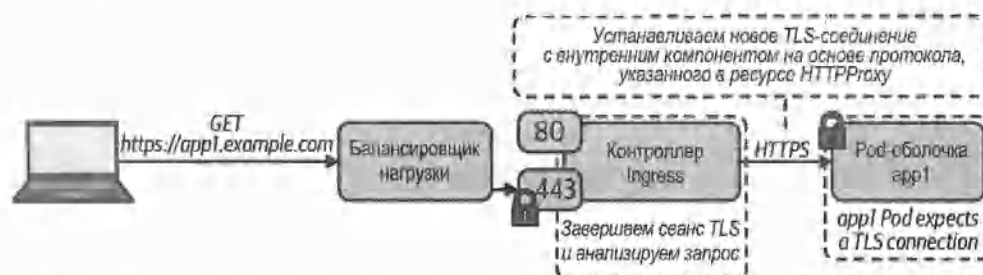 Устанавливаем новое TLS-соединение
с внутренним компонентом на основе протокола,
указанного в ресурсе HTTPProxy
GET
https://app1.example.com
Балансировщик
нагрузки
80
443
Контроллер
Ingress
HTTPS
Pod-оболочка
app1
Завершаем сеанс TLS
и анализируем запрос
app1 Pod expects
a TLS connection